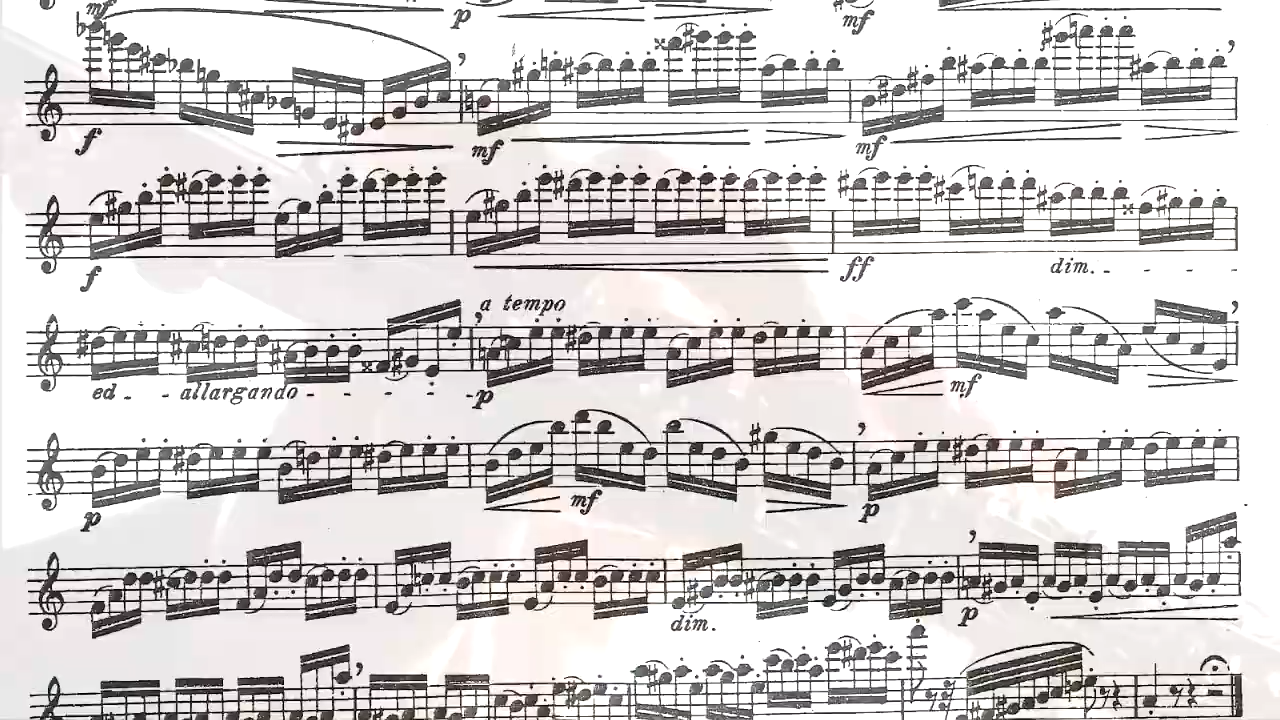 mf p mf
f mf mf
f ff dim.
a tempo
ed - - allargando - - - - - p mf
p mf p
dim. p